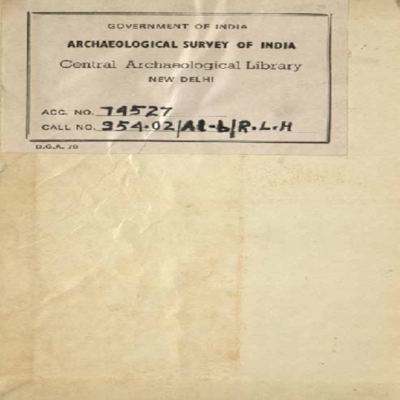 GOVERNMENT OF INDIA
ARCHAEOLOGICAL SURVEY OF INDIA
Central Archaeological Library
NEW DELHI
ACC. NO. 74527
CALL NO. 954.02/Al-b/R.L.H
D.G.A. 79